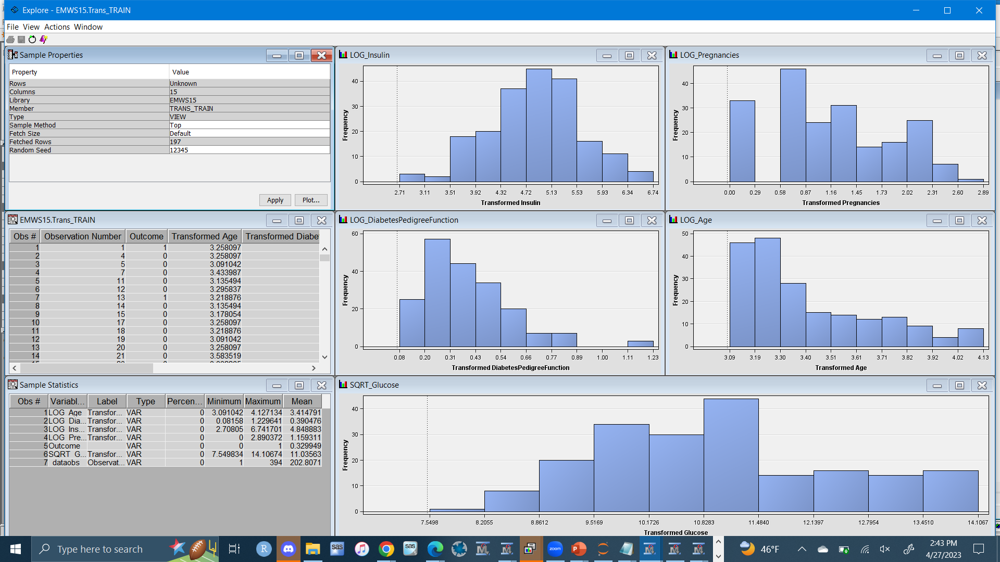 Explore - EMWS15.Trans_TRAIN
File View Actions Window
Sample Properties
Property Value
Rows Unknown
Columns 15
Library EMWS15
Member TRANS_TRAIN
Type VIEW
Sample Method Top
Fetch Size Default
Fetched Rows 197
Random Seed 12345
Apply Plot...
LOG_Insulin
Frequency
40
30
20
10
0
2.71 3.11 3.51 3.92 4.32 4.72 5.13 5.53 5.93 6.34 6.74
Transformed Insulin
LOG_Pregnancies
Frequency
40
30
20
10
0
0.00 0.29 0.58 0.87 1.16 1.45 1.73 2.02 2.31 2.60 2.89
Transformed Pregnancies
EMWS15.Trans_TRAIN
Obs # Observation Number Outcome Transformed Age Transformed Diabe
1 1 1 3.258097
2 4 0 3.258097
3 5 0 3.091042
4 7 0 3.433987
5 11 0 3.135494
6 12 0 3.295837
7 13 1 3.218876
8 14 0 3.135494
9 15 0 3.178054
10 17 0 3.258097
11 18 0 3.218876
12 19 0 3.091042
13 20 0 3.258097
14 21 0 3.583519
LOG_DiabetesPedigreeFunction
Frequency
60
40
20
0
0.08 0.20 0.31 0.43 0.54 0.66 0.77 0.89 1.00 1.11 1.23
Transformed DiabetesPedigreeFunction
LOG_Age
Frequency
50
40
30
20
10
0
3.09 3.19 3.30 3.40 3.51 3.61 3.71 3.82 3.92 4.02 4.13
Transformed Age
Sample Statistics
Obs # Variabl... Label Type Percen... Minimum Maximum Mean
1 LOG_Age Transfor... VAR 0 3.091042 4.127134 3.414791
2 LOG_Dia... Transfor... VAR 0 0.08158 1.229641 0.390476
3 LOG_Ins... Transfor... VAR 0 2.70805 6.741701 4.848883
4 LOG_Pre... Transfor... VAR 0 0 2.890372 1.159311
5 Outcome VAR 0 0 1 0.329949
6 SQRT_G... Transfor... VAR 0 7.549834 14.10674 11.03563
7 _dataobs_ Observat... VAR 0 1 394 202.8071
SQRT_Glucose
Frequency
40
30
20
10
0
7.5498 8.2055 8.8612 9.5169 10.1726 10.8283 11.4840 12.1397 12.7954 13.4510 14.1067
Transformed Glucose
Type here to search
R
sas
sas
zoom
P
46°F
2:43 PM
4/27/2023